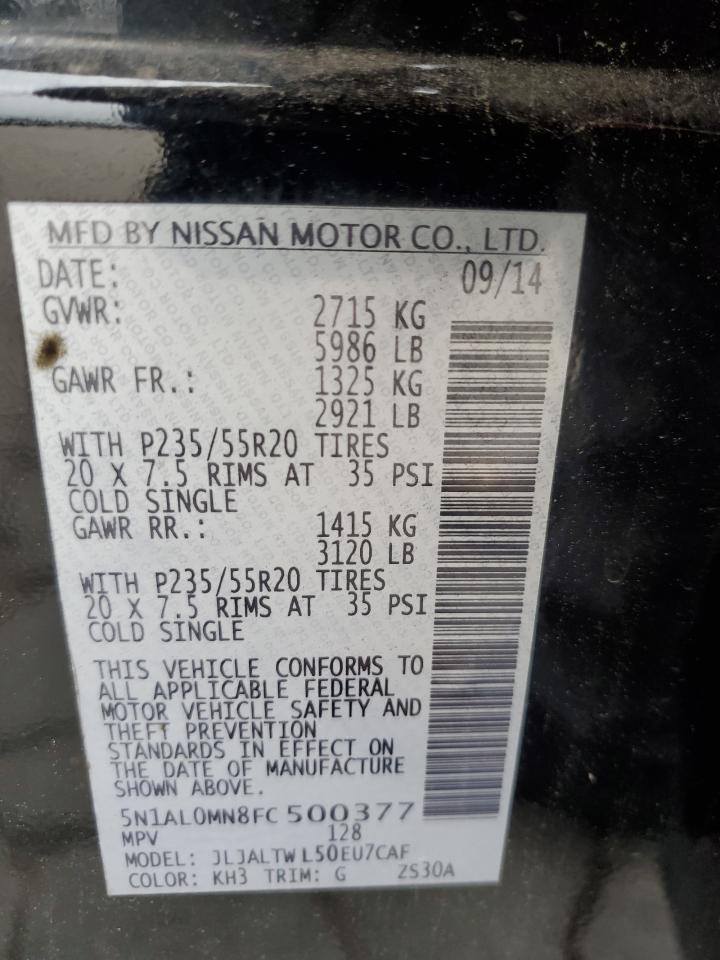 MFD BY NISSAN MOTOR CO., LTD.
DATE: 09/14
GVWR: 2715 KG
5986 LB
GAWR FR.: 1325 KG
2921 LB
WITH P235/55R20 TIRES
20 X 7.5 RIMS AT 35 PSI
COLD SINGLE
GAWR RR.: 1415 KG
3120 LB
WITH P235/55R20 TIRES
20 X 7.5 RIMS AT 35 PSI
COLD SINGLE
THIS VEHICLE CONFORMS TO
ALL APPLICABLE FEDERAL
MOTOR VEHICLE SAFETY AND
THEFT PREVENTION
STANDARDS IN EFFECT ON
THE DATE OF MANUFACTURE
SHOWN ABOVE.
5N1AL0MN8FC 500377
MPV 128
MODEL: JLJALTW L50EU7CAF
COLOR: KH3 TRIM: G ZS30A